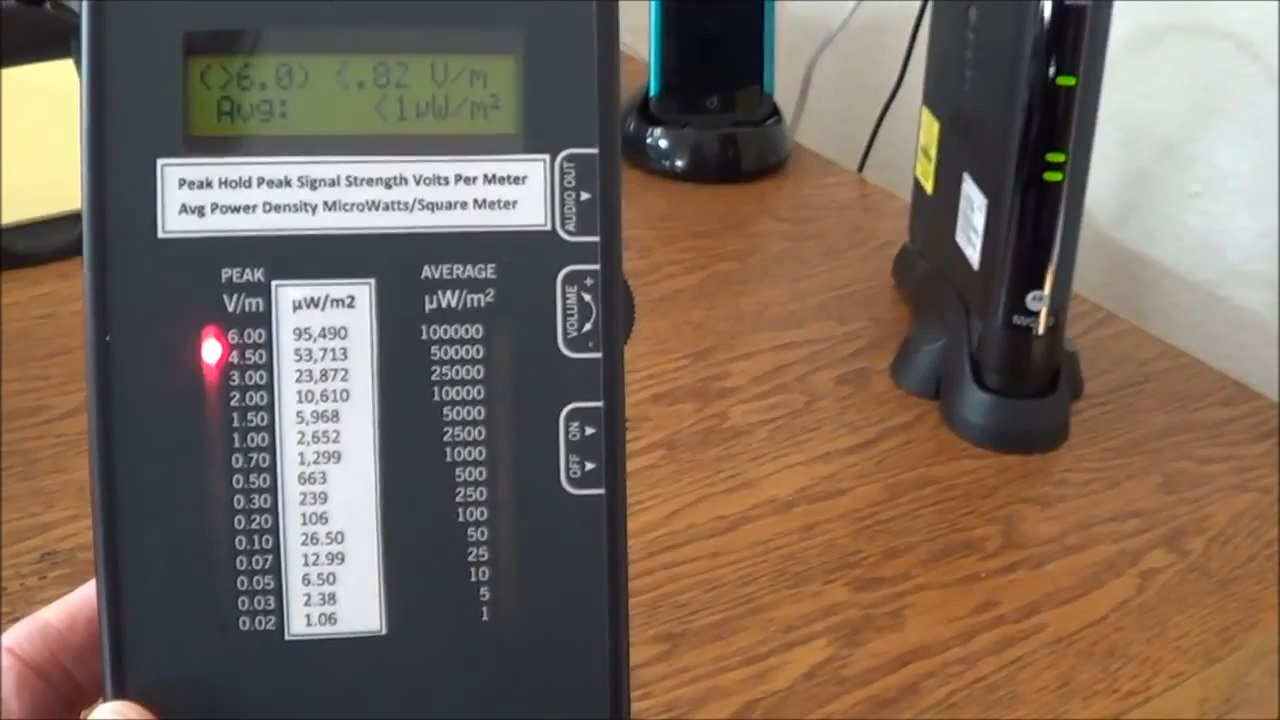 (>6.0) .82 V/m
Avg: <1μW/m²
Peak Hold Peak Signal Strength Volts Per Meter
Avg Power Density MicroWatts/Square Meter
AUDIO OUT
VOLUME + -
OFF ON
PEAK AVERAGE
V/m μW/m2 μW/m²
6.00 95,490 100000
4.50 53,713 50000
3.00 23,872 25000
2.00 10,610 10000
1.50 5,968 5000
1.00 2,652 2500
0.70 1,299 1000
0.50 663 500
0.30 239 250
0.20 106 100
0.10 26.50 50
0.07 12.99 25
0.05 6.50 10
0.03 2.38 5
0.02 1.06 1